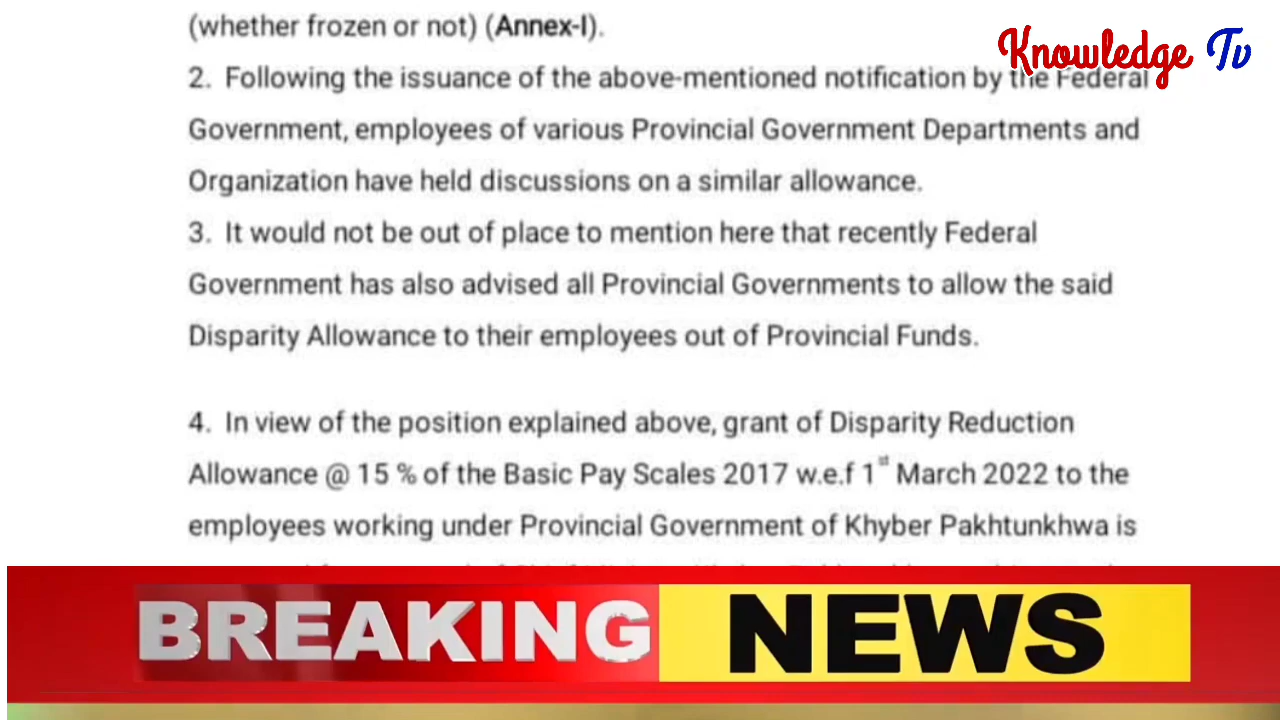 (whether frozen or not) (Annex-I).
Knowledge Tv
2. Following the issuance of the above-mentioned notification by the Federal
Government, employees of various Provincial Government Departments and
Organization have held discussions on a similar allowance.
3. It would not be out of place to mention here that recently Federal
Government has also advised all Provincial Governments to allow the said
Disparity Allowance to their employees out of Provincial Funds.
4. In view of the position explained above, grant of Disparity Reduction
Allowance @ 15 % of the Basic Pay Scales 2017 w.e.f 1st March 2022 to the
employees working under Provincial Government of Khyber Pakhtunkhwa is
BREAKING NEWS